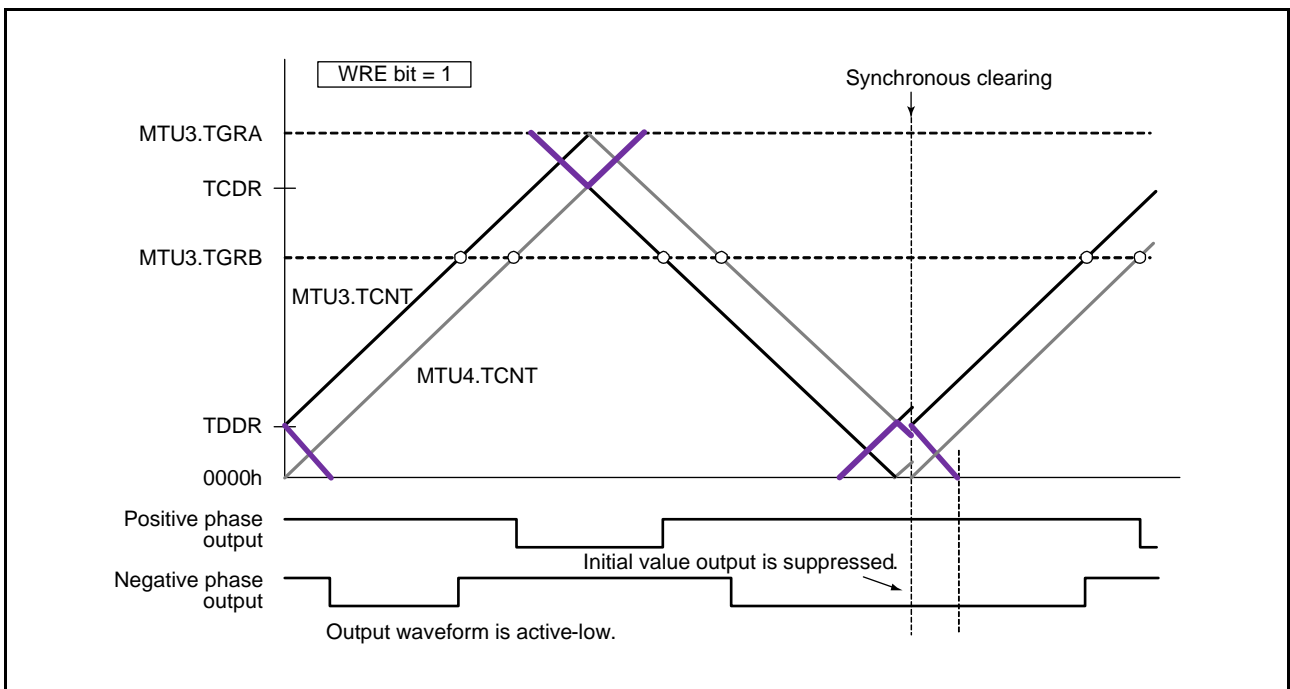 WRE bit = 1
Synchronous clearing
MTU3.TGRA
TCDR
MTU3.TGRB
MTU3.TCNT
MTU4.TCNT
TDDR
0000h
Positive phase
output
Initial value output is suppressed.
Negative phase
output
Output waveform is active-low.